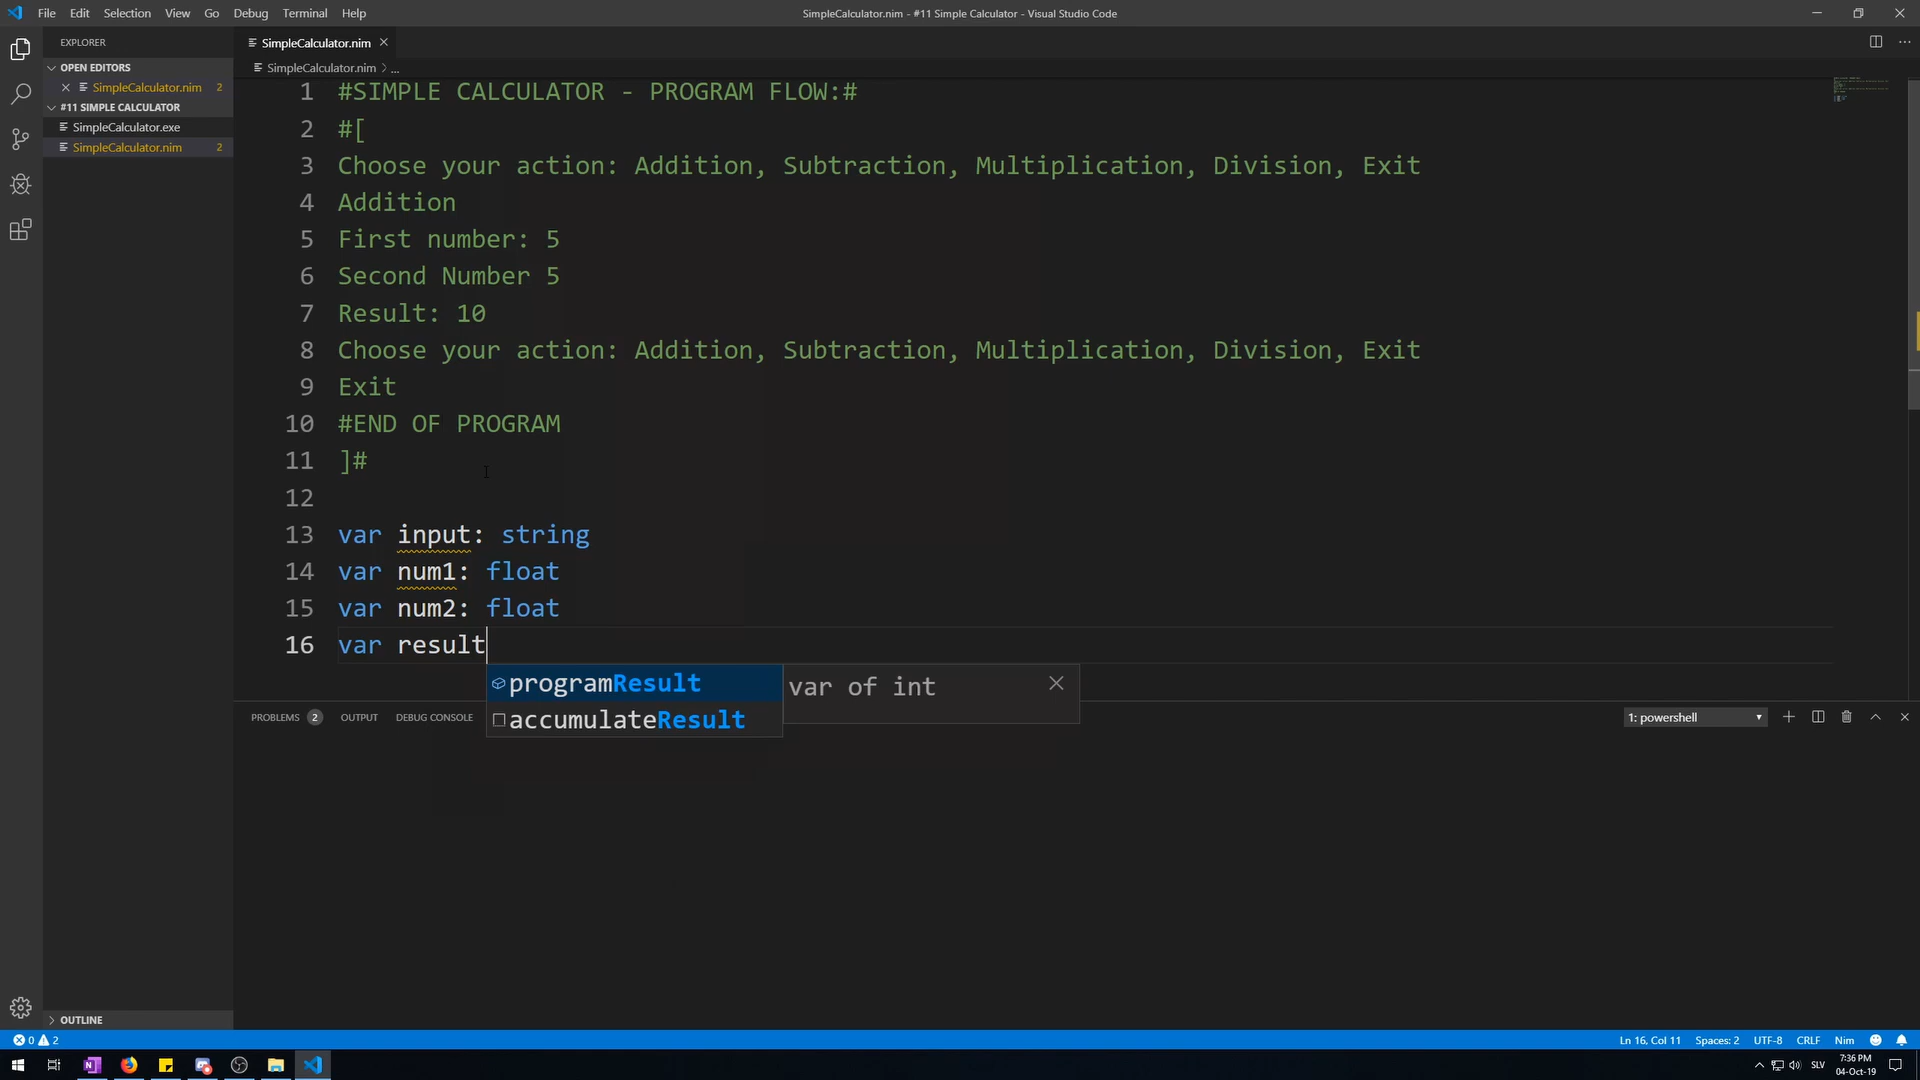 File Edit Selection View Go Debug Terminal Help
SimpleCalculator.nim - #11 Simple Calculator - Visual Studio Code
EXPLORER
OPEN EDITORS
SimpleCalculator.nim 2
#11 SIMPLE CALCULATOR
SimpleCalculator.exe
SimpleCalculator.nim 2
OUTLINE
SimpleCalculator.nim
SimpleCalculator.nim > ...
1 #SIMPLE CALCULATOR - PROGRAM FLOW:#
2 #[
3 Choose your action: Addition, Subtraction, Multiplication, Division, Exit
4 Addition
5 First number: 5
6 Second Number 5
7 Result: 10
8 Choose your action: Addition, Subtraction, Multiplication, Division, Exit
9 Exit
10 #END OF PROGRAM
11 ]#
12
13 var input: string
14 var num1: float
15 var num2: float
16 var result
programResult
var of int
accumulateResult
PROBLEMS 2 OUTPUT DEBUG CONSOLE
1: powershell
0 2
Ln 16, Col 11 Spaces: 2 UTF-8 CRLF Nim
SLV
7:36 PM
04-Oct-19